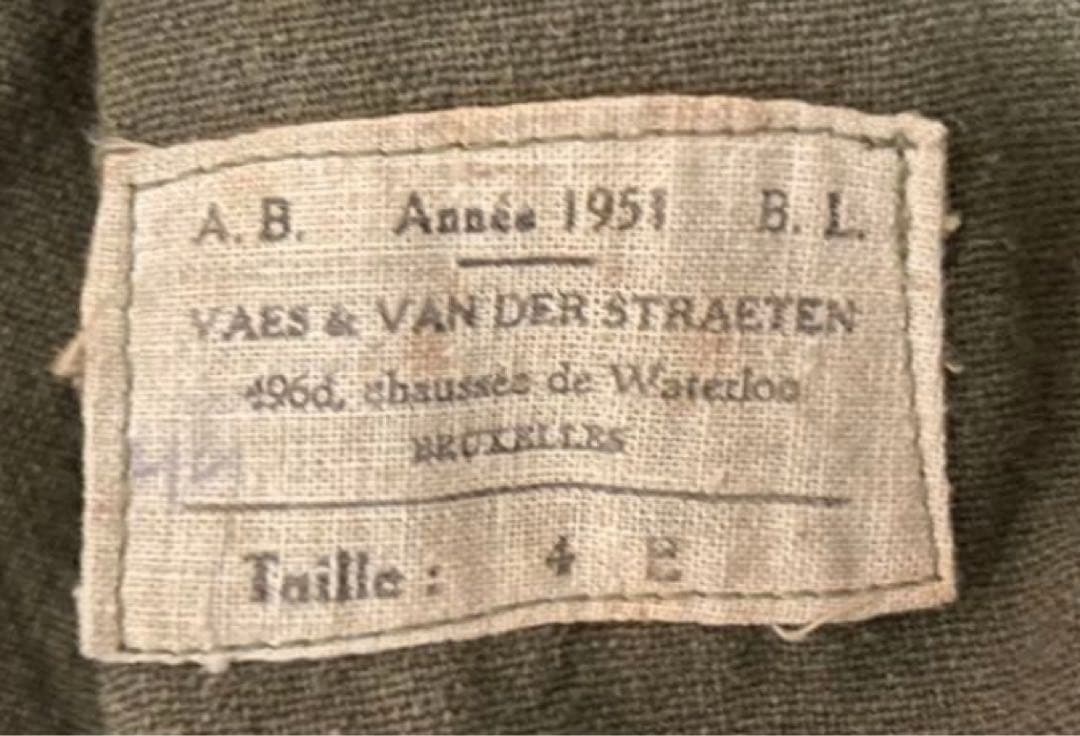 A. B. Année 1951 B. L.
VAES & VAN DER STRAETEN
496d, chaussée de Waterloo
BRUXELLES
Taille : 4 B